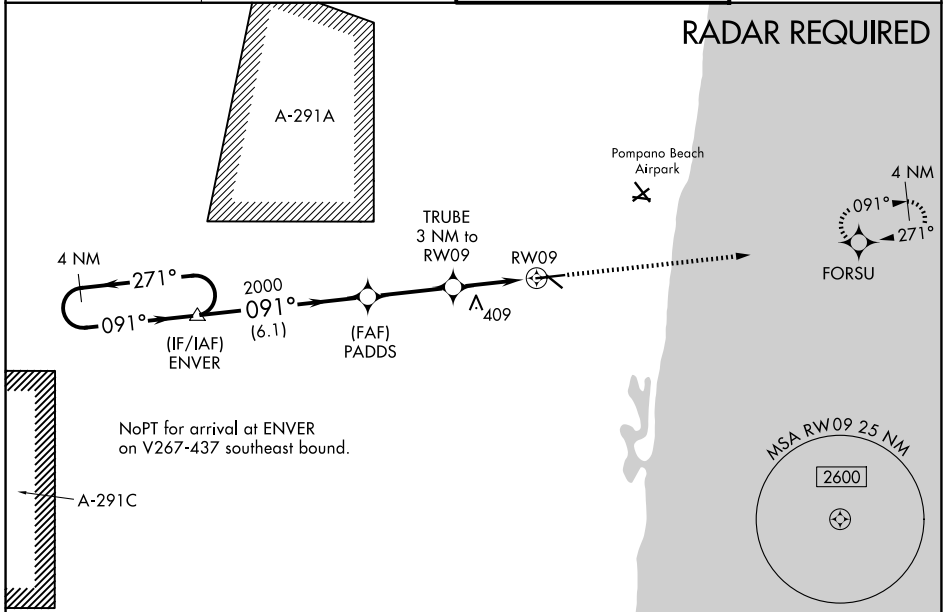 RADAR REQUIRED
A-291A
Pompano Beach
Airpark
4 NM
091°
271°
FORSU
TRUBE
3 NM to
RW09
RW09
4 NM
271°
2000
091°
091°
(6.1)
409
(IF/IAF)
ENVER
(FAF)
PADDS
NoPT for arrival at ENVER
on V267-437 southeast bound.
A-291C
MSA RW09 25 NM
2600